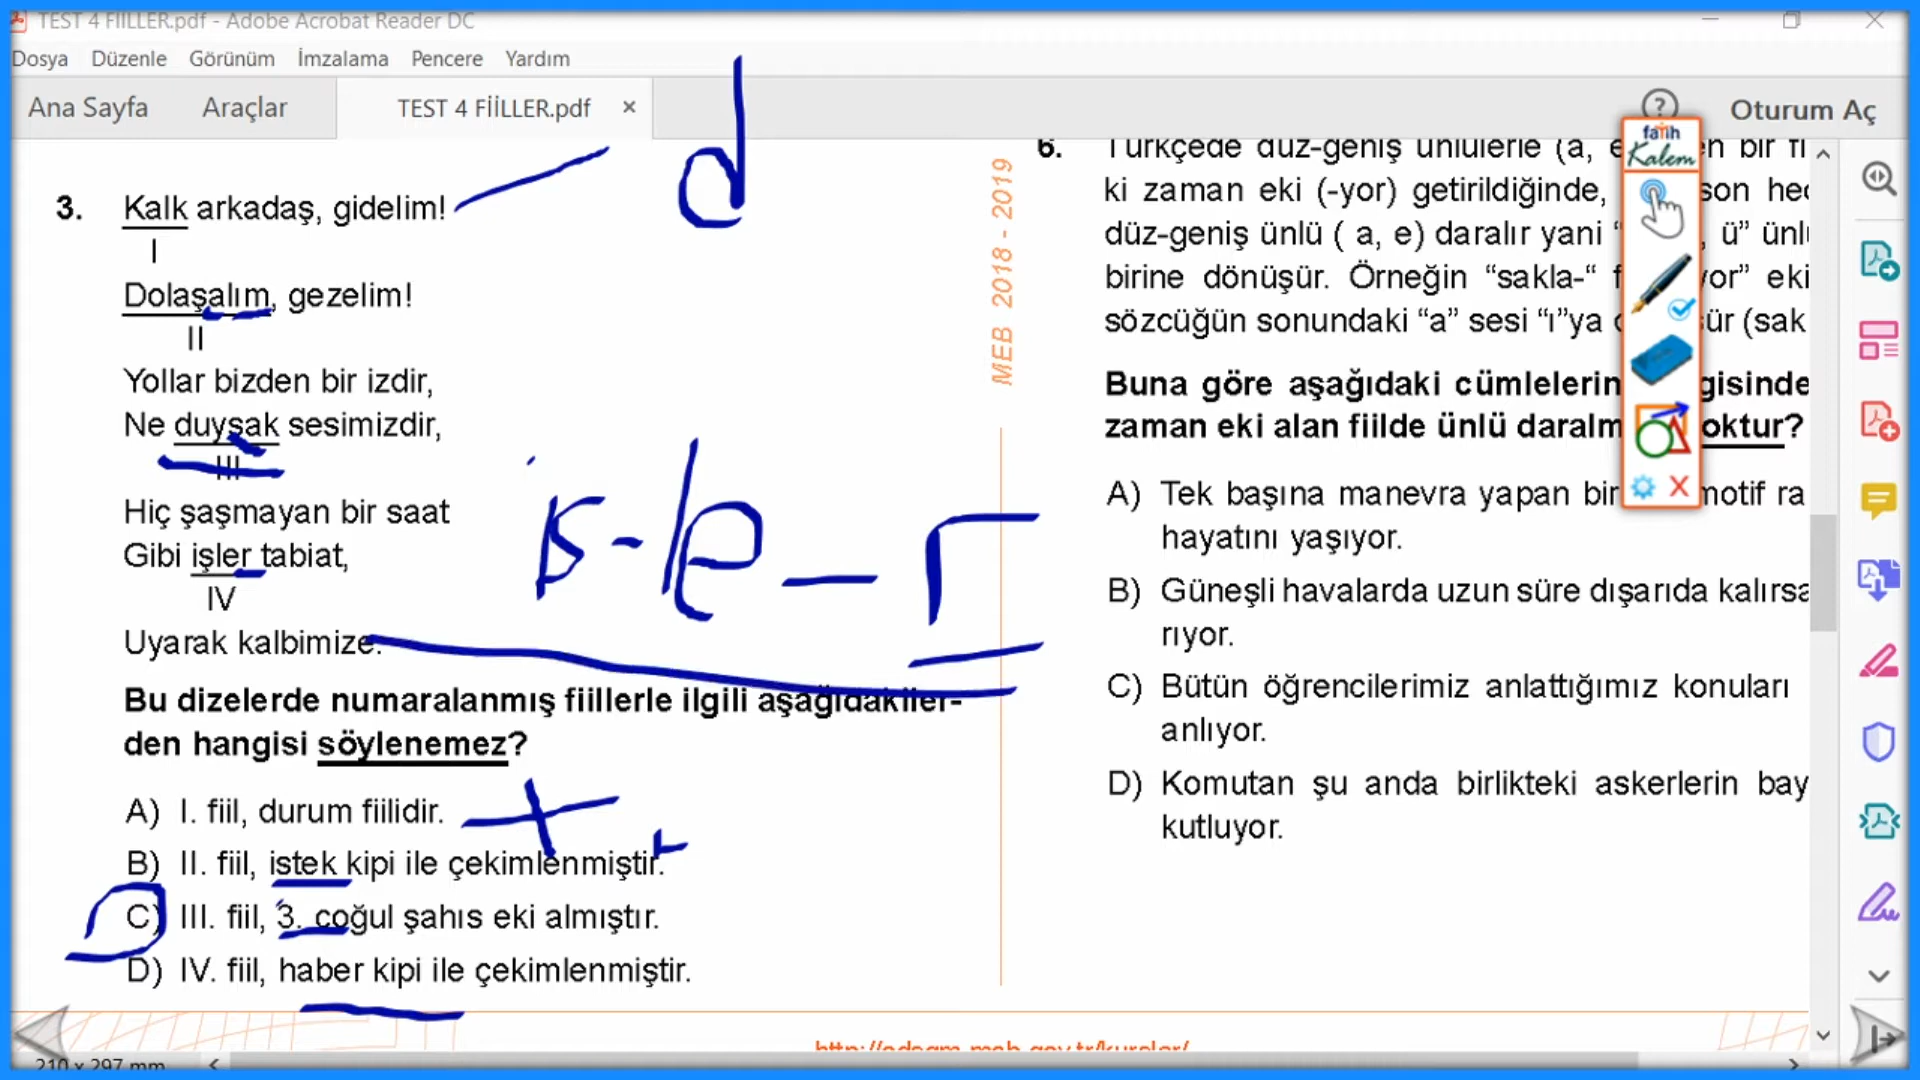 TEST 4 FIILLER.pdf - Adobe Acrobat Reader DC
Dosya Düzenle Görünüm İmzalama Pencere Yardım
Ana Sayfa Araçlar TEST 4 FİİLLER.pdf × ? Oturum Aç
fatih
Kalem
d
3. Kalk arkadaş, gidelim!
I
Dolaşalım, gezelim!
II
Yollar bizden bir izdir,
Ne duysak sesimizdir,
III
Hiç şaşmayan bir saat
Gibi işler tabiat,
IV
Uyarak kalbimize.
Bu dizelerde numaralanmış fiillerle ilgili aşağıdakiler-
den hangisi söylenemez?
A) I. fiil, durum fiilidir.
B) II. fiil, istek kipi ile çekimlenmiştir.
C) III. fiil, 3. çoğul şahıs eki almıştır.
D) IV. fiil, haber kipi ile çekimlenmiştir.
MEB 2018 - 2019
6. Türkçede düz-geniş ünlülerle (a, bir
ki zaman eki (-yor) getirildiğinde, son
düz-geniş ünlü ( a, e) daralır yani ü”
birine dönüşür. Örneğin “sakla-“ eki
sözcüğün sonundaki “a” sesi “ı”ya
Buna göre aşağıdaki cümlelerin
zaman eki alan fiilde ünlü
A) Tek başına manevra yapan bir
hayatını yaşıyor.
B) Güneşli havalarda uzun süre dışarıda
rıyor.
C) Bütün öğrencilerimiz anlattığımız konuları
anlıyor.
D) Komutan şu anda birlikteki askerlerin
kutluyor.
210 x 297 mm